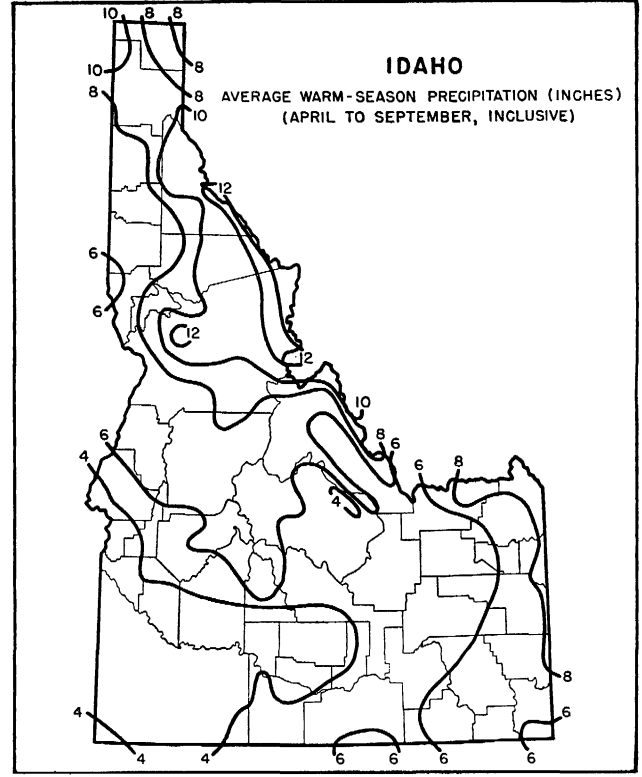 10 8 8
IDAHO
10 8
8 8 AVERAGE WARM-SEASON PRECIPITATION (INCHES)
10 (APRIL TO SEPTEMBER, INCLUSIVE)
12
6
6
12
12
10
6 8 6
4 6 8
4
8
4 6
4 4 6 6 6 6